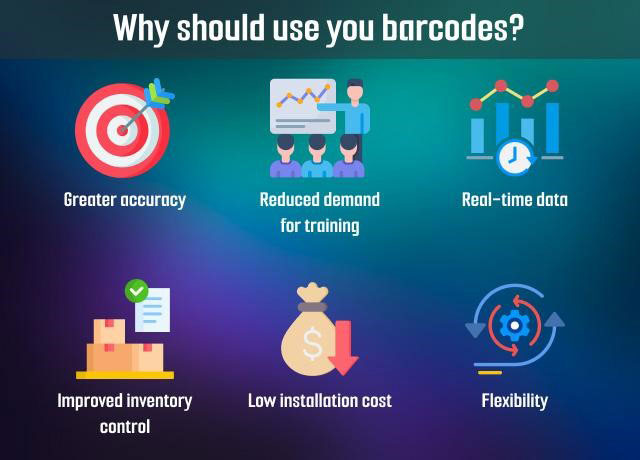 Why should use you barcodes?
Greater accuracy
Reduced demand
for training
Real-time data
$
Improved inventory
control
Low installation cost
Flexibility